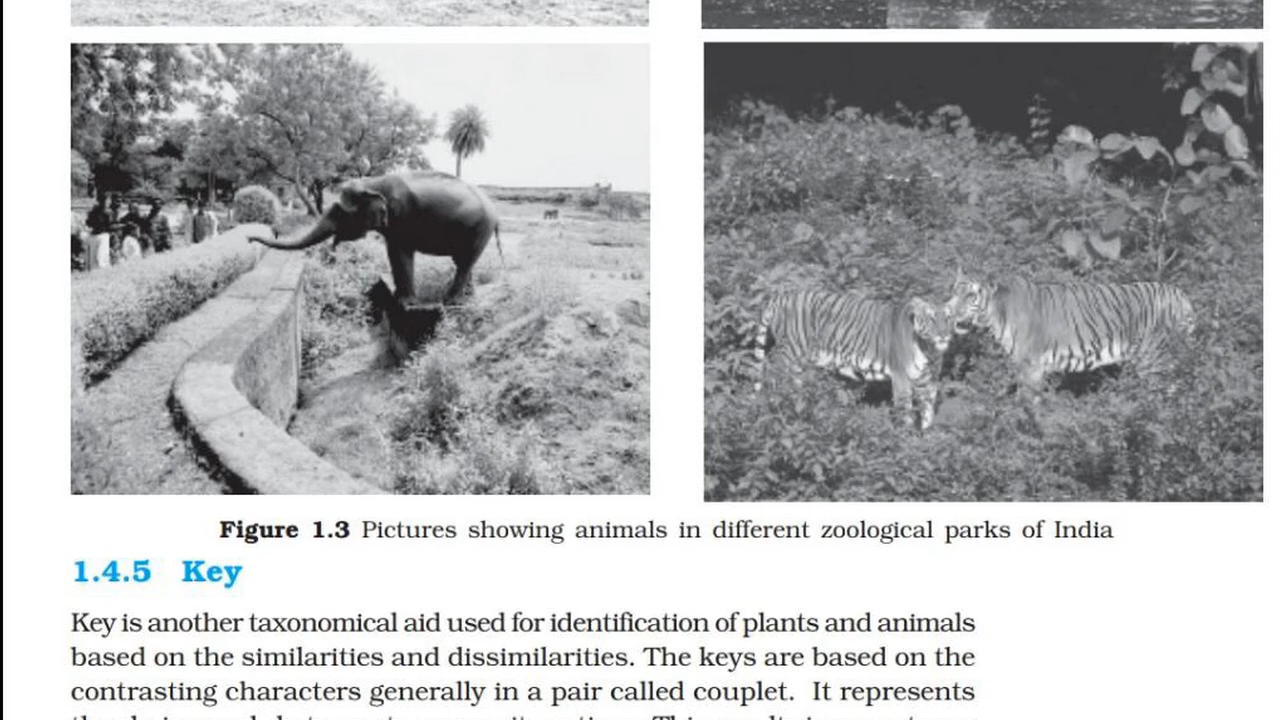 Figure 1.3 Pictures showing animals in different zoological parks of India
1.4.5 Key
Key is another taxonomical aid used for identification of plants and animals
based on the similarities and dissimilarities. The keys are based on the
contrasting characters generally in a pair called couplet. It represents